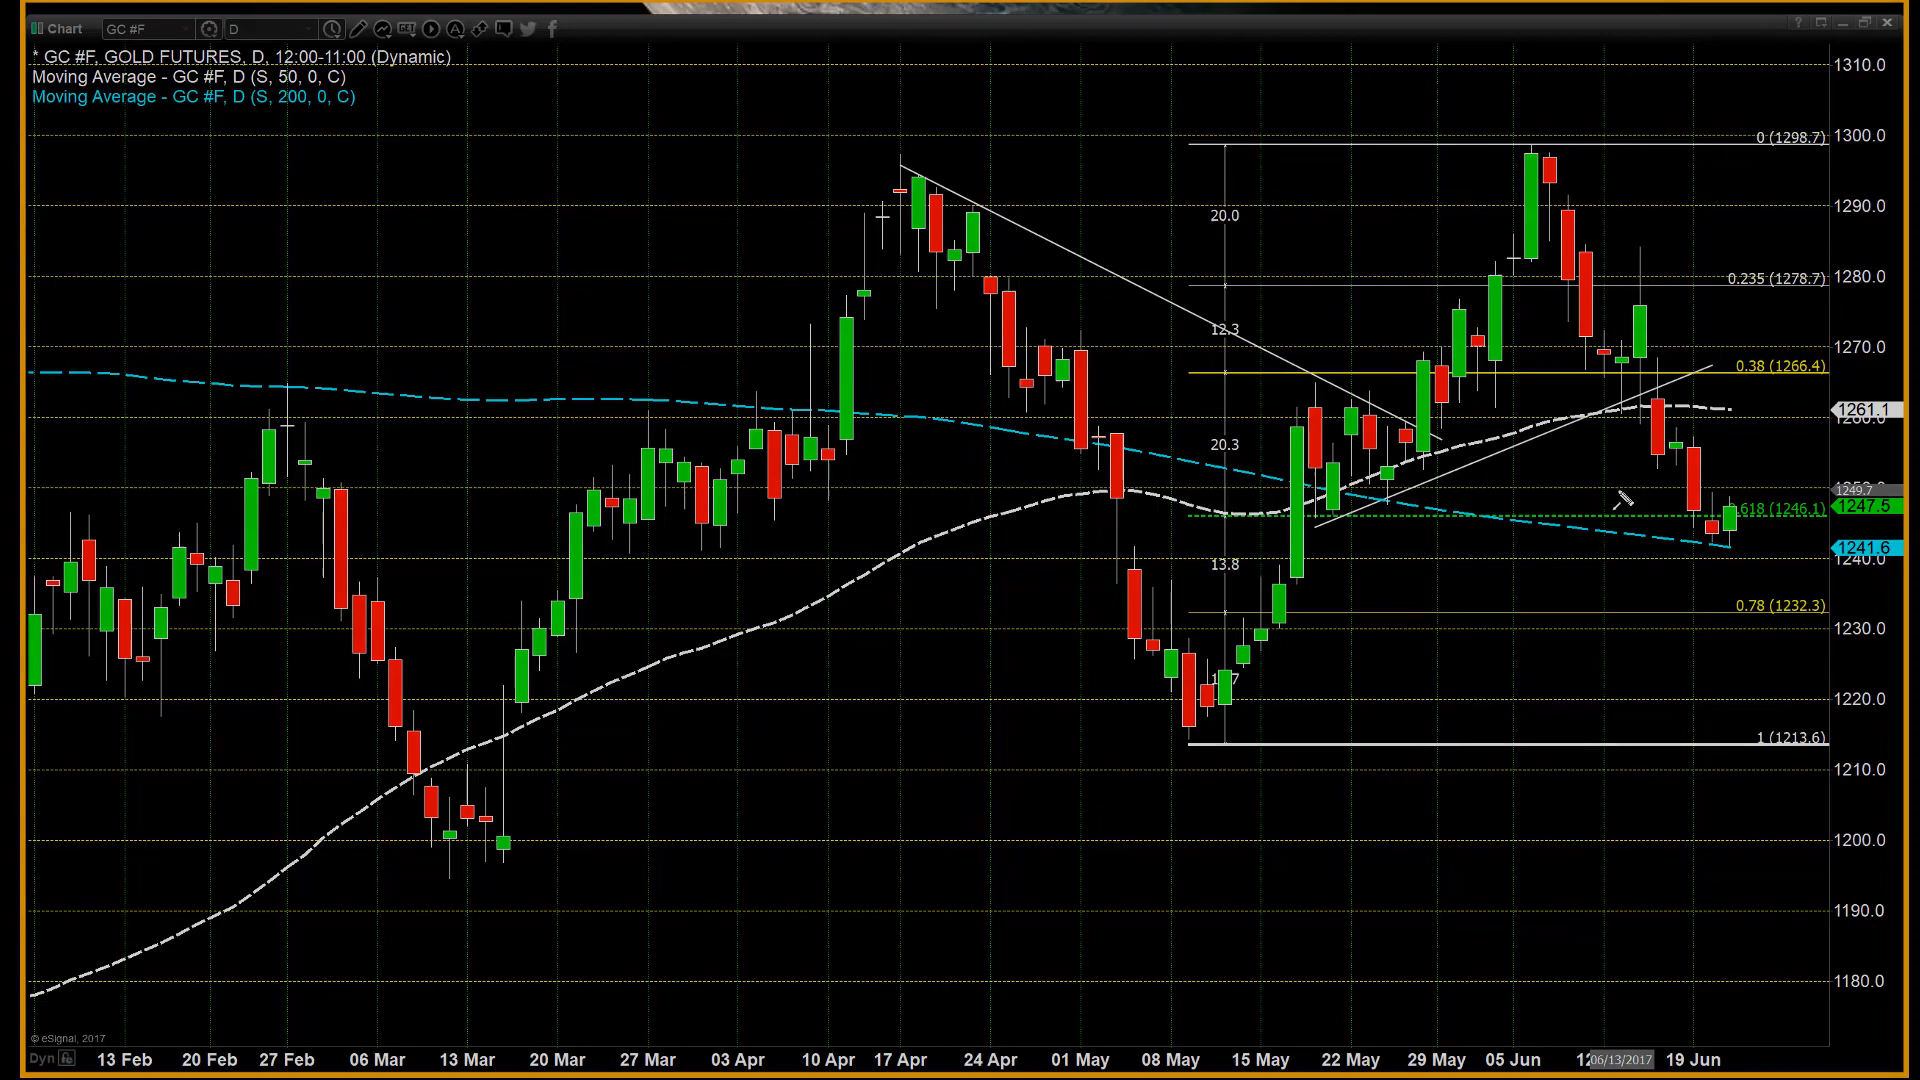 Chart
GC #F
D
GET
A
?
* GC #F, GOLD FUTURES, D, 12:00-11:00 (Dynamic)
Moving Average - GC #F, D (S, 50, 0, C)
Moving Average - GC #F, D (S, 200, 0, C)
1310.0
1300.0
0 (1298.7)
1290.0
20.0
1280.0
0.235 (1278.7)
12.3
1270.0
0.38 (1266.4)
1261.1
20.3
1249.7
1247.5
618 (1246.1)
1241.6
1240.0
13.8
0.78 (1232.3)
1230.0
1220.0
1 (1213.6)
1210.0
1200.0
1190.0
1180.0
© eSignal, 2017
Dyn
13 Feb
20 Feb
27 Feb
06 Mar
13 Mar
20 Mar
27 Mar
03 Apr
10 Apr
17 Apr
24 Apr
01 May
08 May
15 May
22 May
29 May
05 Jun
06/13/2017
19 Jun